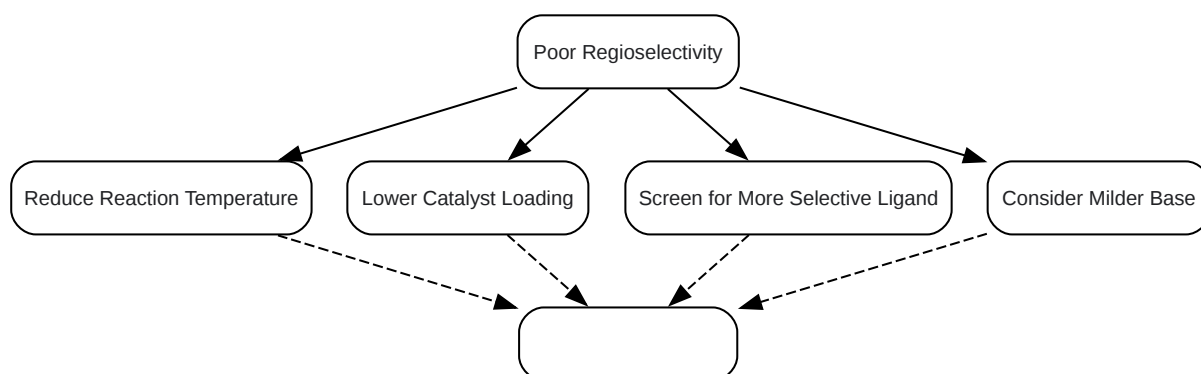 Poor Regioselectivity
Reduce Reaction Temperature
Lower Catalyst Loading
Screen for More Selective Ligand
Consider Milder Base